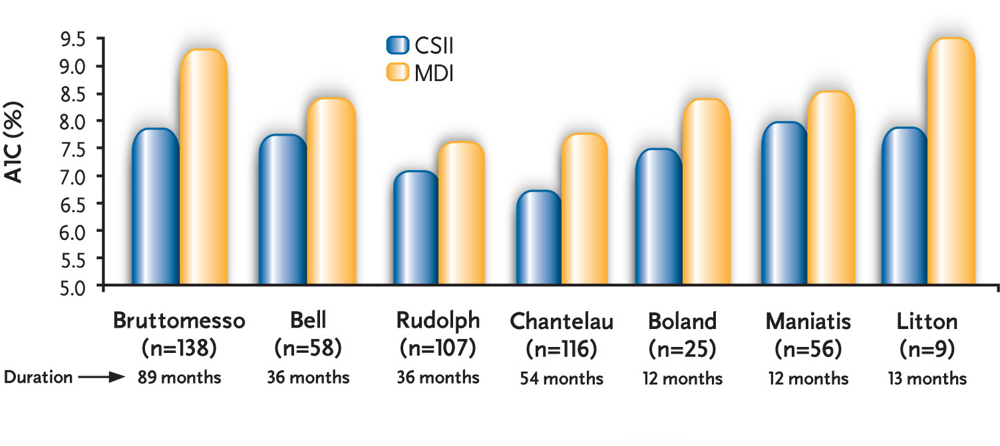 CSII
MDI
A1C (%)
9.5
9.0
8.5
8.0
7.5
7.0
6.5
6.0
5.5
5.0
Bruttomesso Bell Rudolph Chantelau Boland Maniatis Litton
(n=138) (n=58) (n=107) (n=116) (n=25) (n=56) (n=9)
Duration 89 months 36 months 36 months 54 months 12 months 12 months 13 months